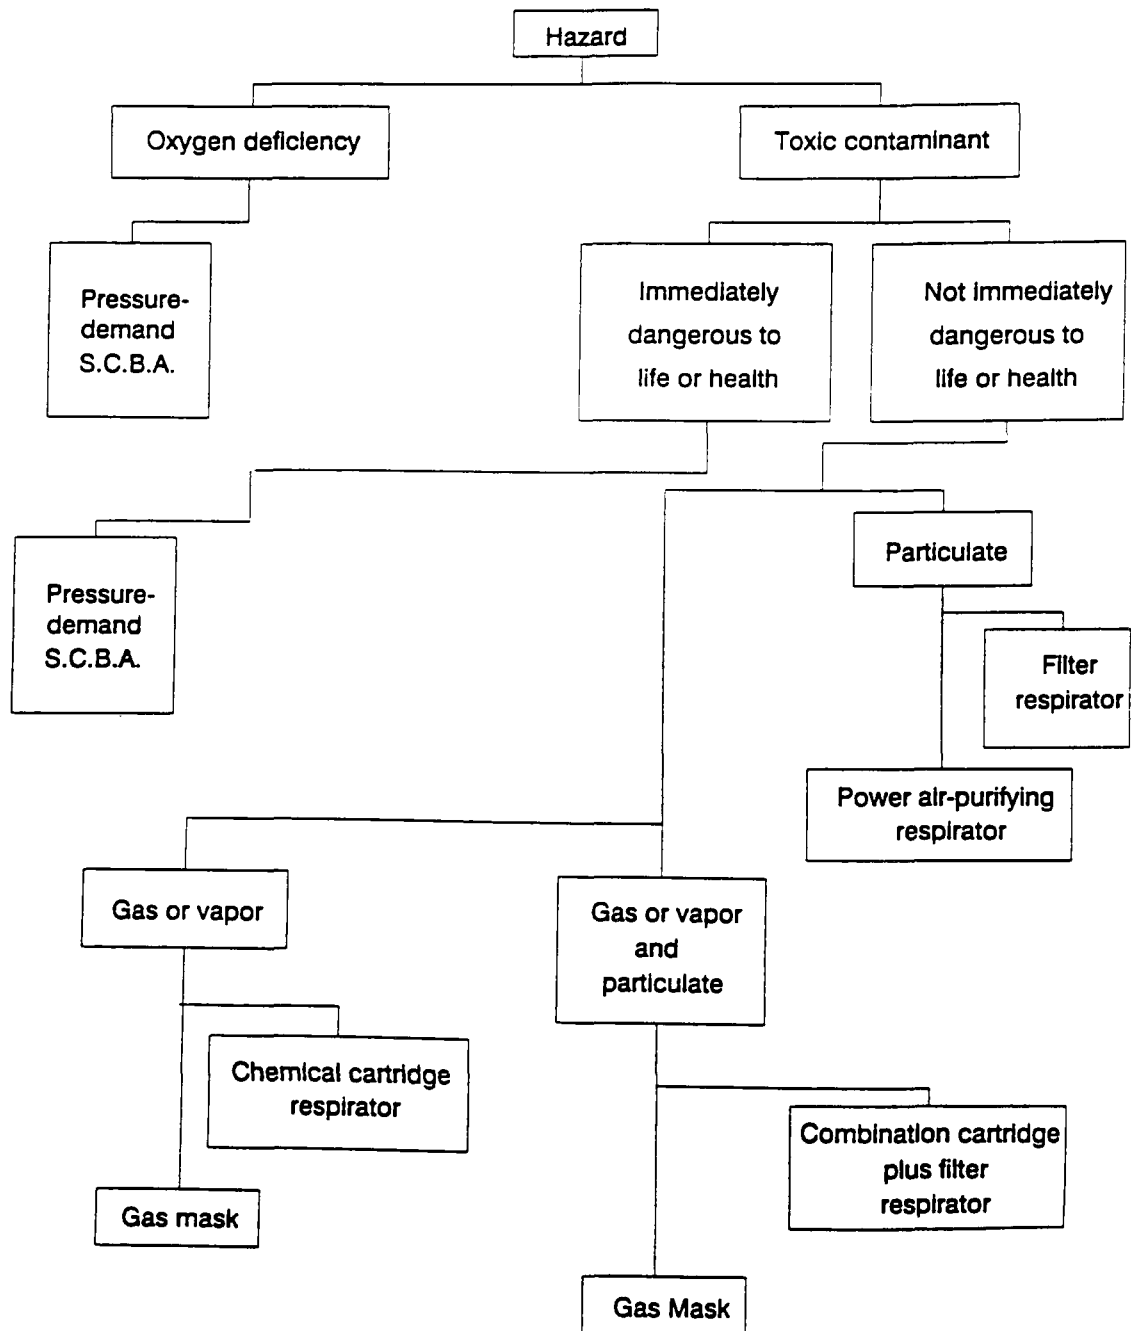 Hazard
Oxygen deficiency
Toxic contaminant
Pressure-
demand
S.C.B.A.
Immediately
dangerous to
life or health
Not immediately
dangerous to
life or health
Pressure-
demand
S.C.B.A.
Particulate
Filter
respirator
Power air-purifying
respirator
Gas or vapor
Gas or vapor
and
particulate
Chemical cartridge
respirator
Combination cartridge
plus filter
respirator
Gas mask
Gas Mask